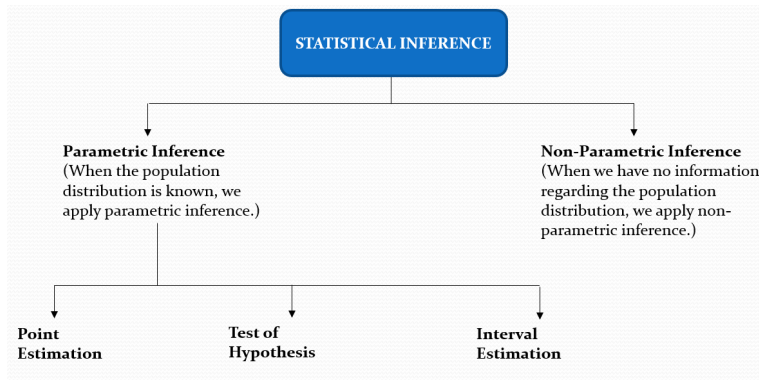 STATISTICAL INFERENCE
Parametric Inference
(When the population
distribution is known, we
apply parametric inference.)
Non-Parametric Inference
(When we have no information
regarding the population
distribution, we apply non-
parametric inference.)
Point
Estimation
Test of
Hypothesis
Interval
Estimation